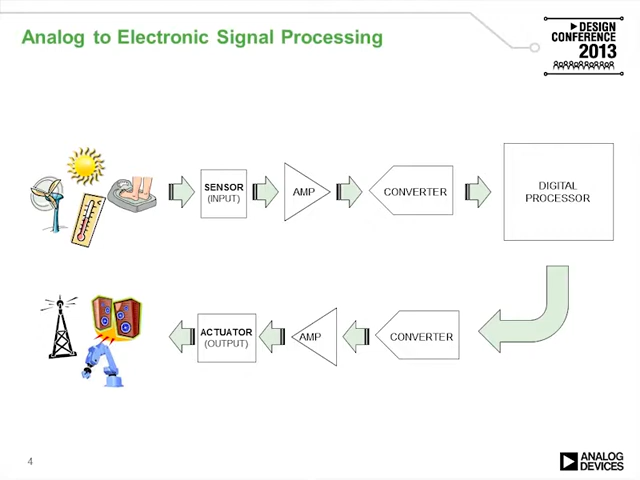 Analog to Electronic Signal Processing
DESIGN
CONFERENCE
2013
SENSOR
(INPUT)
AMP
CONVERTER
DIGITAL
PROCESSOR
ACTUATOR
(OUTPUT)
AMP
CONVERTER
4
ANALOG
DEVICES